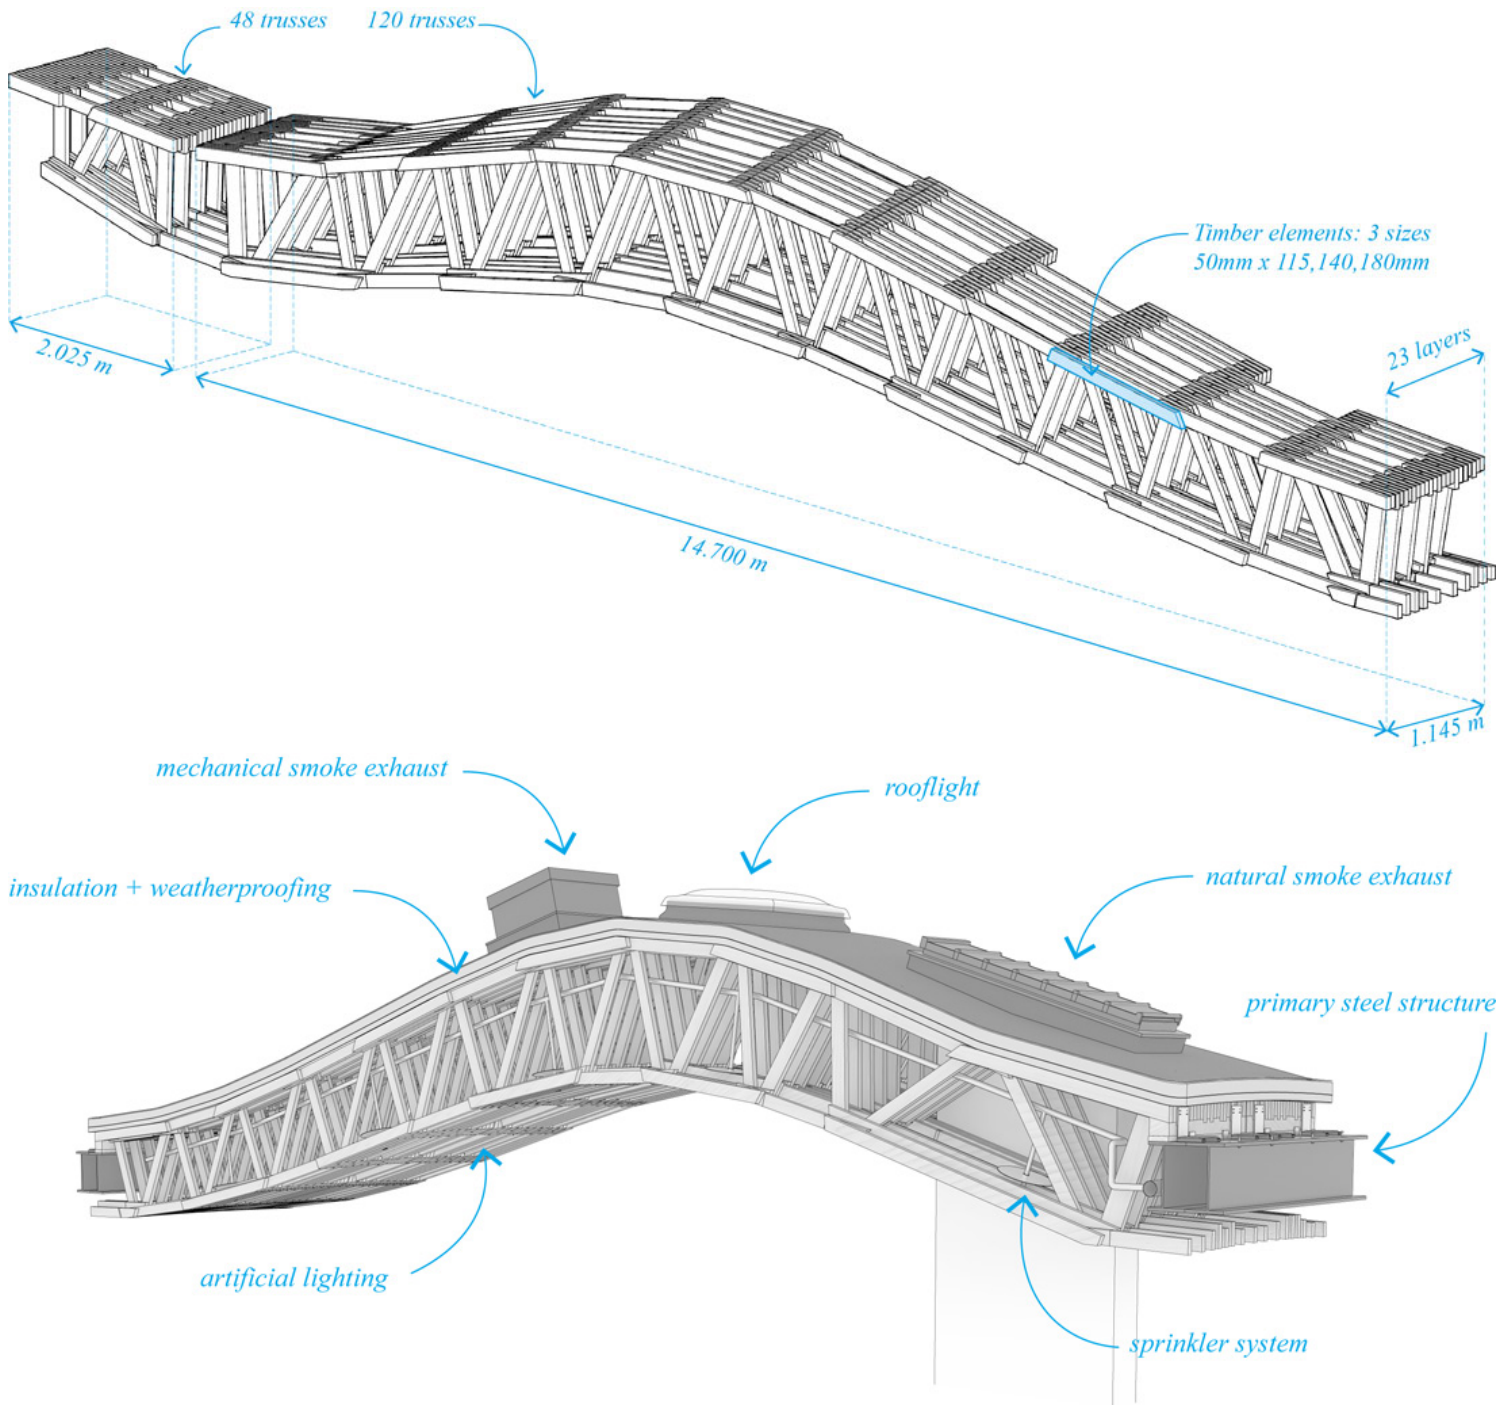 48 trusses
120 trusses
Timber elements: 3 sizes
50mm x 115,140,180mm
23 layers
2.025 m
14.700 m
1.145 m
mechanical smoke exhaust
rooflight
insulation + weatherproofing
natural smoke exhaust
primary steel structure
artificial lighting
sprinkler system